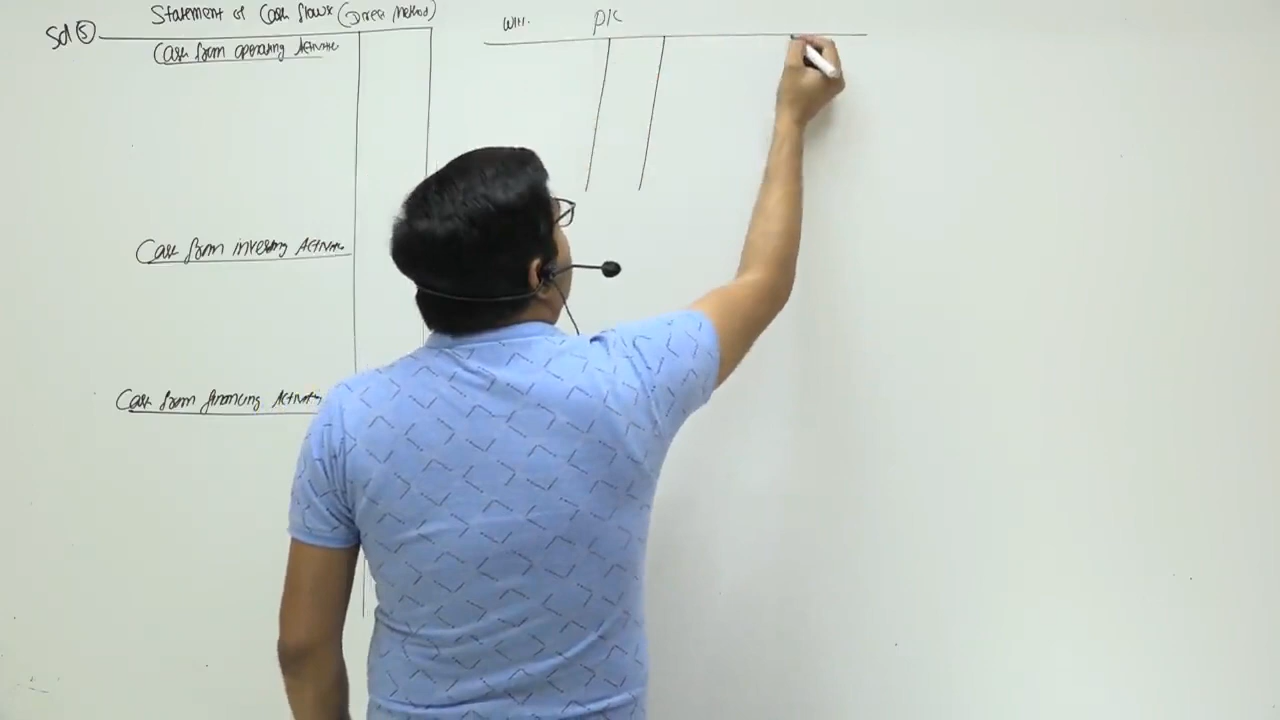 Statement of Cash flows (Direct Method)
Sol ⑤
Cash from operating Activities
Cash from investing Activities
Cash from financing Activities
W.N.
P/L